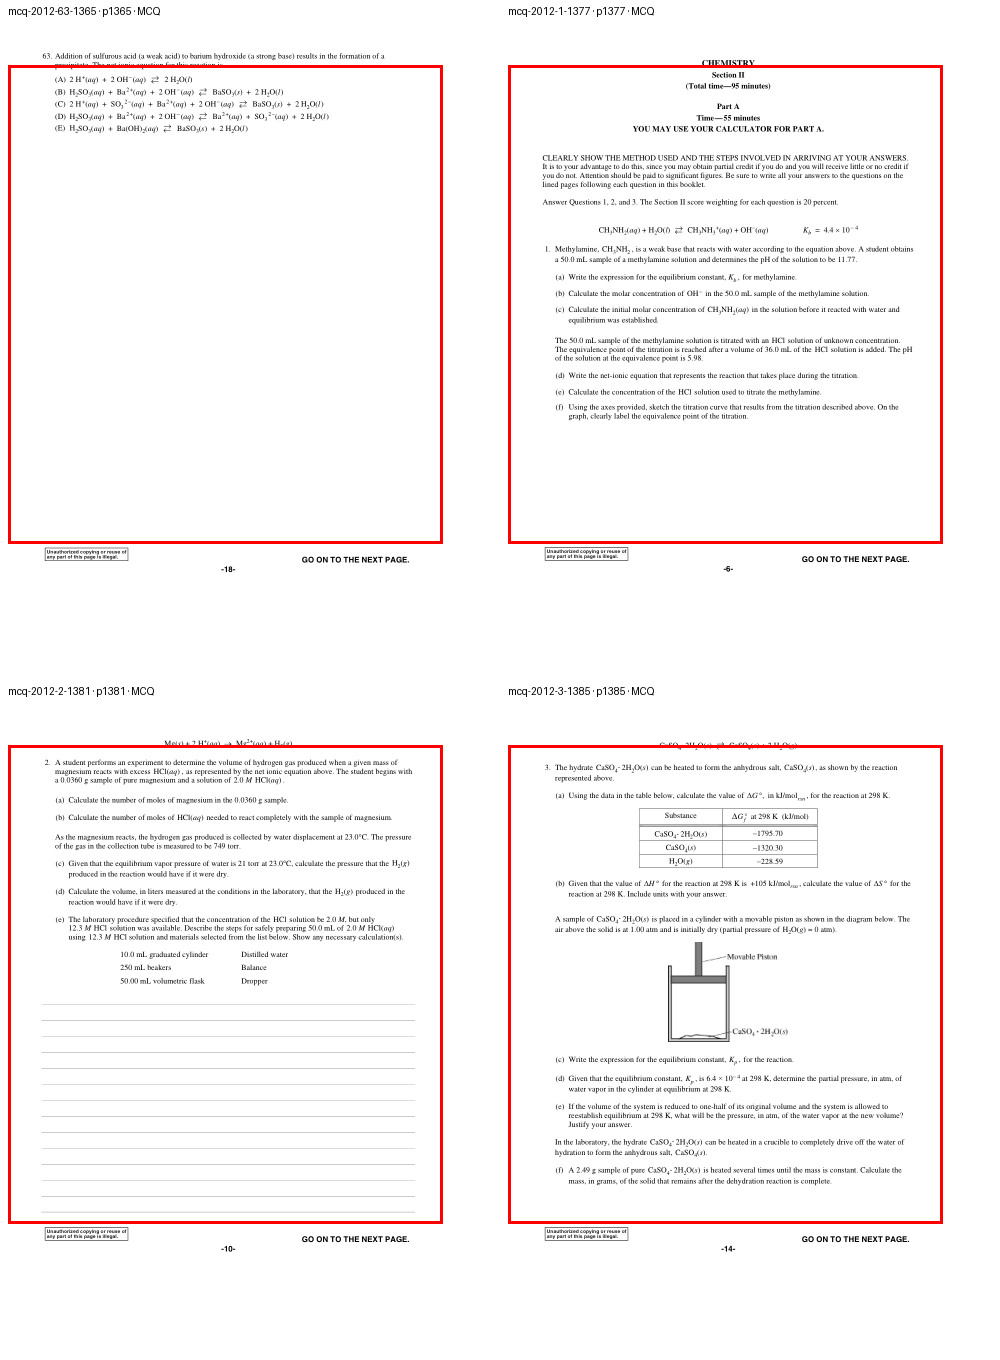 mcq-2012-63-1365 · p1365 · MCQ
63. Addition of sulfurous acid (a weak acid) to barium hydroxide (a strong base) results in the formation of a
precipitate. The net ionic equation for this reaction is
(A) 2 H⁺(aq) + 2 OH⁻(aq) ⇄ 2 H₂O(l)
(B) H₂SO₃(aq) + Ba²⁺(aq) + 2 OH⁻(aq) ⇄ BaSO₃(s) + 2 H₂O(l)
(C) 2 H⁺(aq) + SO₃²⁻(aq) + Ba²⁺(aq) + 2 OH⁻(aq) ⇄ BaSO₃(s) + 2 H₂O(l)
(D) H₂SO₃(aq) + Ba²⁺(aq) + 2 OH⁻(aq) ⇄ Ba²⁺(aq) + SO₃²⁻(aq) + 2 H₂O(l)
(E) H₂SO₃(aq) + Ba(OH)₂(aq) ⇄ BaSO₃(s) + 2 H₂O(l)
Unauthorized copying or reuse of
any part of this page is illegal.
GO ON TO THE NEXT PAGE.
-18-
mcq-2012-1-1377 · p1377 · MCQ
CHEMISTRY
Section II
(Total time—95 minutes)
Part A
Time—55 minutes
YOU MAY USE YOUR CALCULATOR FOR PART A.
CLEARLY SHOW THE METHOD USED AND THE STEPS INVOLVED IN ARRIVING AT YOUR ANSWERS.
It is to your advantage to do this, since you may obtain partial credit if you do and you will receive little or no credit if
you do not. Attention should be paid to significant figures. Be sure to write all your answers to the questions on the
lined pages following each question in this booklet.
Answer Questions 1, 2, and 3. The Section II score weighting for each question is 20 percent.
CH₃NH₂(aq) + H₂O(l) ⇄ CH₃NH₃⁺(aq) + OH⁻(aq) K_b = 4.4 × 10⁻⁴
1. Methylamine, CH₃NH₂, is a weak base that reacts with water according to the equation above. A student obtains
a 50.0 mL sample of a methylamine solution and determines the pH of the solution to be 11.77.
(a) Write the expression for the equilibrium constant, K_b, for methylamine.
(b) Calculate the molar concentration of OH⁻ in the 50.0 mL sample of the methylamine solution.
(c) Calculate the initial molar concentration of CH₃NH₂(aq) in the solution before it reacted with water and
equilibrium was established.
The 50.0 mL sample of the methylamine solution is titrated with an HCl solution of unknown concentration.
The equivalence point of the titration is reached after a volume of 36.0 mL of the HCl solution is added. The pH
of the solution at the equivalence point is 5.98.
(d) Write the net-ionic equation that represents the reaction that takes place during the titration.
(e) Calculate the concentration of the HCl solution used to titrate the methylamine.
(f) Using the axes provided, sketch the titration curve that results from the titration described above. On the
graph, clearly label the equivalence point of the titration.
Unauthorized copying or reuse of
any part of this page is illegal.
GO ON TO THE NEXT PAGE.
-6-
mcq-2012-2-1381 · p1381 · MCQ
Mg(s) + 2 H⁺(aq) → Mg²⁺(aq) + H₂(g)
2. A student performs an experiment to determine the volume of hydrogen gas produced when a given mass of
magnesium reacts with excess HCl(aq), as represented by the net ionic equation above. The student begins with
a 0.0360 g sample of pure magnesium and a solution of 2.0 M HCl(aq).
(a) Calculate the number of moles of magnesium in the 0.0360 g sample.
(b) Calculate the number of moles of HCl(aq) needed to react completely with the sample of magnesium.
As the magnesium reacts, the hydrogen gas produced is collected by water displacement at 23.0°C. The pressure
of the gas in the collection tube is measured to be 749 torr.
(c) Given that the equilibrium vapor pressure of water is 21 torr at 23.0°C, calculate the pressure that the H₂(g)
produced in the reaction would have if it were dry.
(d) Calculate the volume, in liters measured at the conditions in the laboratory, that the H₂(g) produced in the
reaction would have if it were dry.
(e) The laboratory procedure specified that the concentration of the HCl solution be 2.0 M, but only
12.3 M HCl solution was available. Describe the steps for safely preparing 50.0 mL of 2.0 M HCl(aq)
using 12.3 M HCl solution and materials selected from the list below. Show any necessary calculation(s).
10.0 mL graduated cylinder Distilled water
250 mL beakers Balance
50.00 mL volumetric flask Dropper
Unauthorized copying or reuse of
any part of this page is illegal.
GO ON TO THE NEXT PAGE.
-10-
mcq-2012-3-1385 · p1385 · MCQ
CaSO₄·2H₂O(s) ⇄ CaSO₄(s) + 2 H₂O(g)
3. The hydrate CaSO₄·2H₂O(s) can be heated to form the anhydrous salt, CaSO₄(s), as shown by the reaction
represented above.
(a) Using the data in the table below, calculate the value of ΔG°, in kJ/mol_rxn, for the reaction at 298 K.
Substance ΔG_f° at 298 K (kJ/mol)
CaSO₄·2H₂O(s) −1795.70
CaSO₄(s) −1320.30
H₂O(g) −228.59
(b) Given that the value of ΔH° for the reaction at 298 K is +105 kJ/mol_rxn, calculate the value of ΔS° for the
reaction at 298 K. Include units with your answer.
A sample of CaSO₄·2H₂O(s) is placed in a cylinder with a movable piston as shown in the diagram below. The
air above the solid is at 1.00 atm and is initially dry (partial pressure of H₂O(g) = 0 atm).
Movable Piston
CaSO₄·2H₂O(s)
(c) Write the expression for the equilibrium constant, K_p, for the reaction.
(d) Given that the equilibrium constant, K_p, is 6.4 × 10⁻⁴ at 298 K, determine the partial pressure, in atm, of
water vapor in the cylinder at equilibrium at 298 K.
(e) If the volume of the system is reduced to one-half of its original volume and the system is allowed to
reestablish equilibrium at 298 K, what will be the pressure, in atm, of the water vapor at the new volume?
Justify your answer.
In the laboratory, the hydrate CaSO₄·2H₂O(s) can be heated in a crucible to completely drive off the water of
hydration to form the anhydrous salt, CaSO₄(s).
(f) A 2.49 g sample of pure CaSO₄·2H₂O(s) is heated several times until the mass is constant. Calculate the
mass, in grams, of the solid that remains after the dehydration reaction is complete.
Unauthorized copying or reuse of
any part of this page is illegal.
GO ON TO THE NEXT PAGE.
-14-